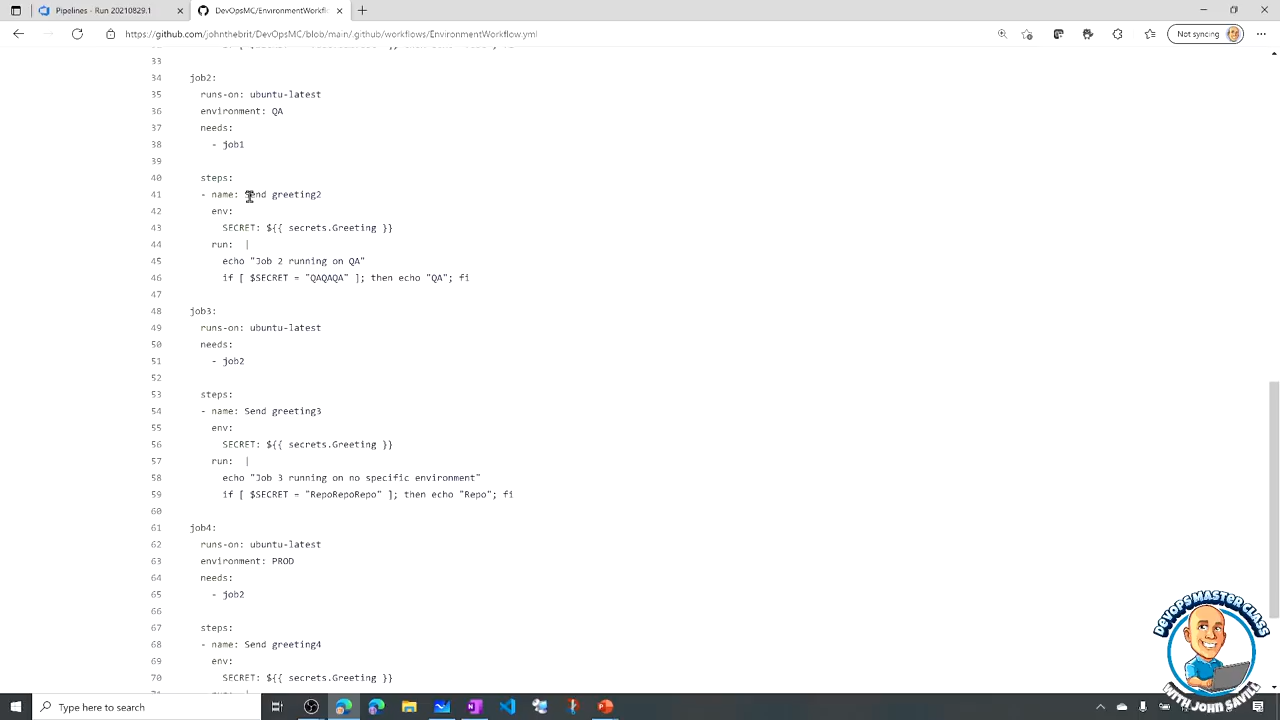 Pipelines - Run 20210829.1
DevOpsMC/EnvironmentWorkfl
https://github.com/johnthebrit/DevOpsMC/blob/main/.github/workflows/EnvironmentWorkflow.yml
Not syncing
33
34 job2:
35 runs-on: ubuntu-latest
36 environment: QA
37 needs:
38 - job1
39
40 steps:
41 - name: Send greeting2
42 env:
43 SECRET: ${{ secrets.Greeting }}
44 run: |
45 echo "Job 2 running on QA"
46 if [ $SECRET = "QAQAQA" ]; then echo "QA"; fi
47
48 job3:
49 runs-on: ubuntu-latest
50 needs:
51 - job2
52
53 steps:
54 - name: Send greeting3
55 env:
56 SECRET: ${{ secrets.Greeting }}
57 run: |
58 echo "Job 3 running on no specific environment"
59 if [ $SECRET = "RepoRepoRepo" ]; then echo "Repo"; fi
60
61 job4:
62 runs-on: ubuntu-latest
63 environment: PROD
64 needs:
65 - job2
66
67 steps:
68 - name: Send greeting4
69 env:
70 SECRET: ${{ secrets.Greeting }}
DEVOPS MASTER CLASS
WITH JOHN SAVILL
Type here to search